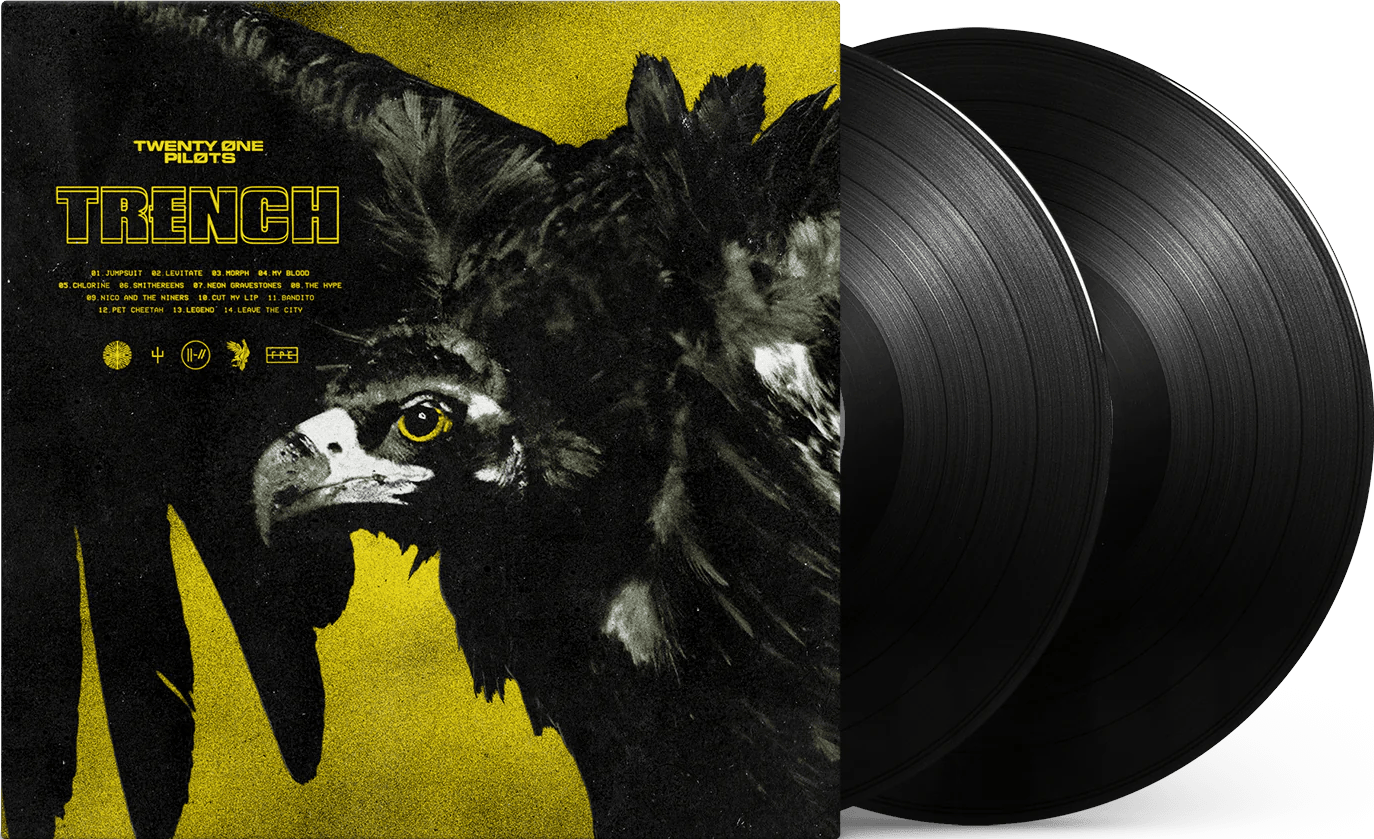 TWENTY ØNE
PILØTS
TRENCH
01.JUMPSUIT 02.LEVITATE 03.MORPH 04.MY BLOOD
05.CHLORINE 06.SMITHEREENS 07.NEON GRAVESTONES 08.THE HYPE
09.NICO AND THE NINERS 10.CUT MY LIP 11.BANDITO
12.PET CHEETAH 13.LEGEND 14.LEAVE THE CITY
FPE